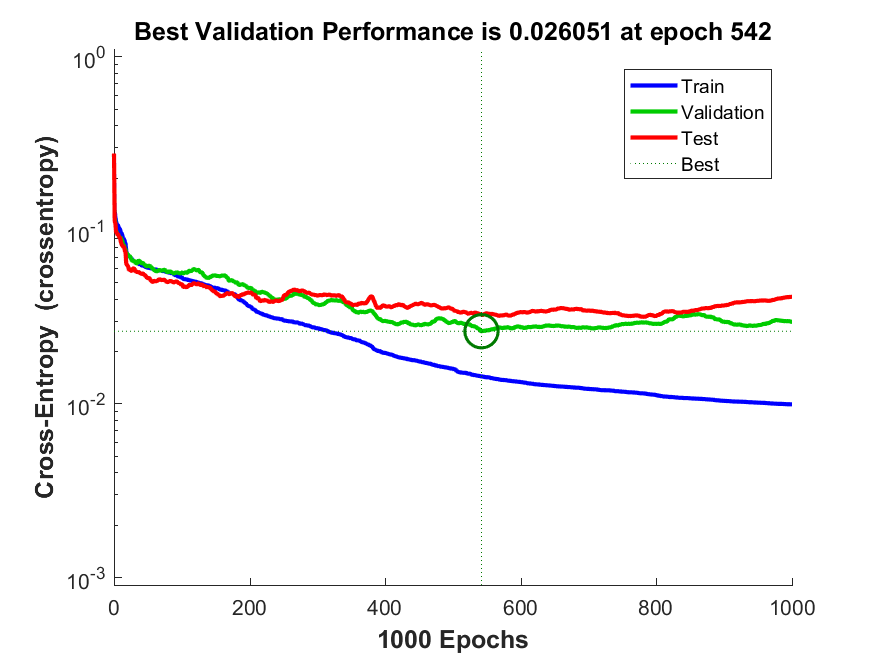 Best Validation Performance is 0.026051 at epoch 542
Cross-Entropy (crossentropy)
10^0
10^-1
10^-2
10^-3
Train
Validation
Test
Best
0 200 400 600 800 1000
1000 Epochs